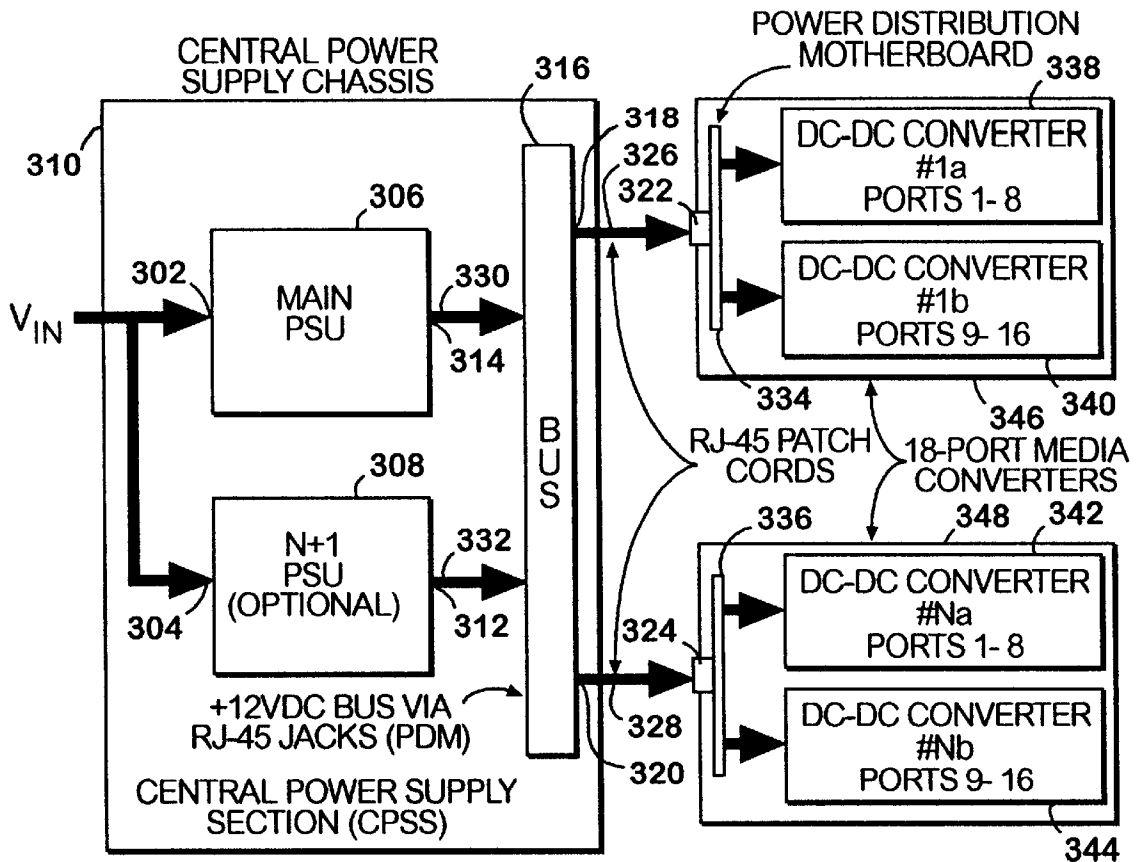 CENTRAL POWER
SUPPLY CHASSIS
316
POWER DISTRIBUTION
MOTHERBOARD
338
310
318
326
322
DC-DC CONVERTER
#1a
PORTS 1- 8
306
302
MAIN
PSU
330
314
VIN
DC-DC CONVERTER
#1b
PORTS 9- 16
334
346
340
BUS
RJ-45 PATCH
CORDS
18-PORT MEDIA
CONVERTERS
308
N+1
PSU
(OPTIONAL)
304
332
312
336
348
342
324
DC-DC CONVERTER
#Na
PORTS 1- 8
+12VDC BUS VIA
RJ-45 JACKS (PDM)
328
320
DC-DC CONVERTER
#Nb
PORTS 9- 16
CENTRAL POWER SUPPLY
SECTION (CPSS)
344